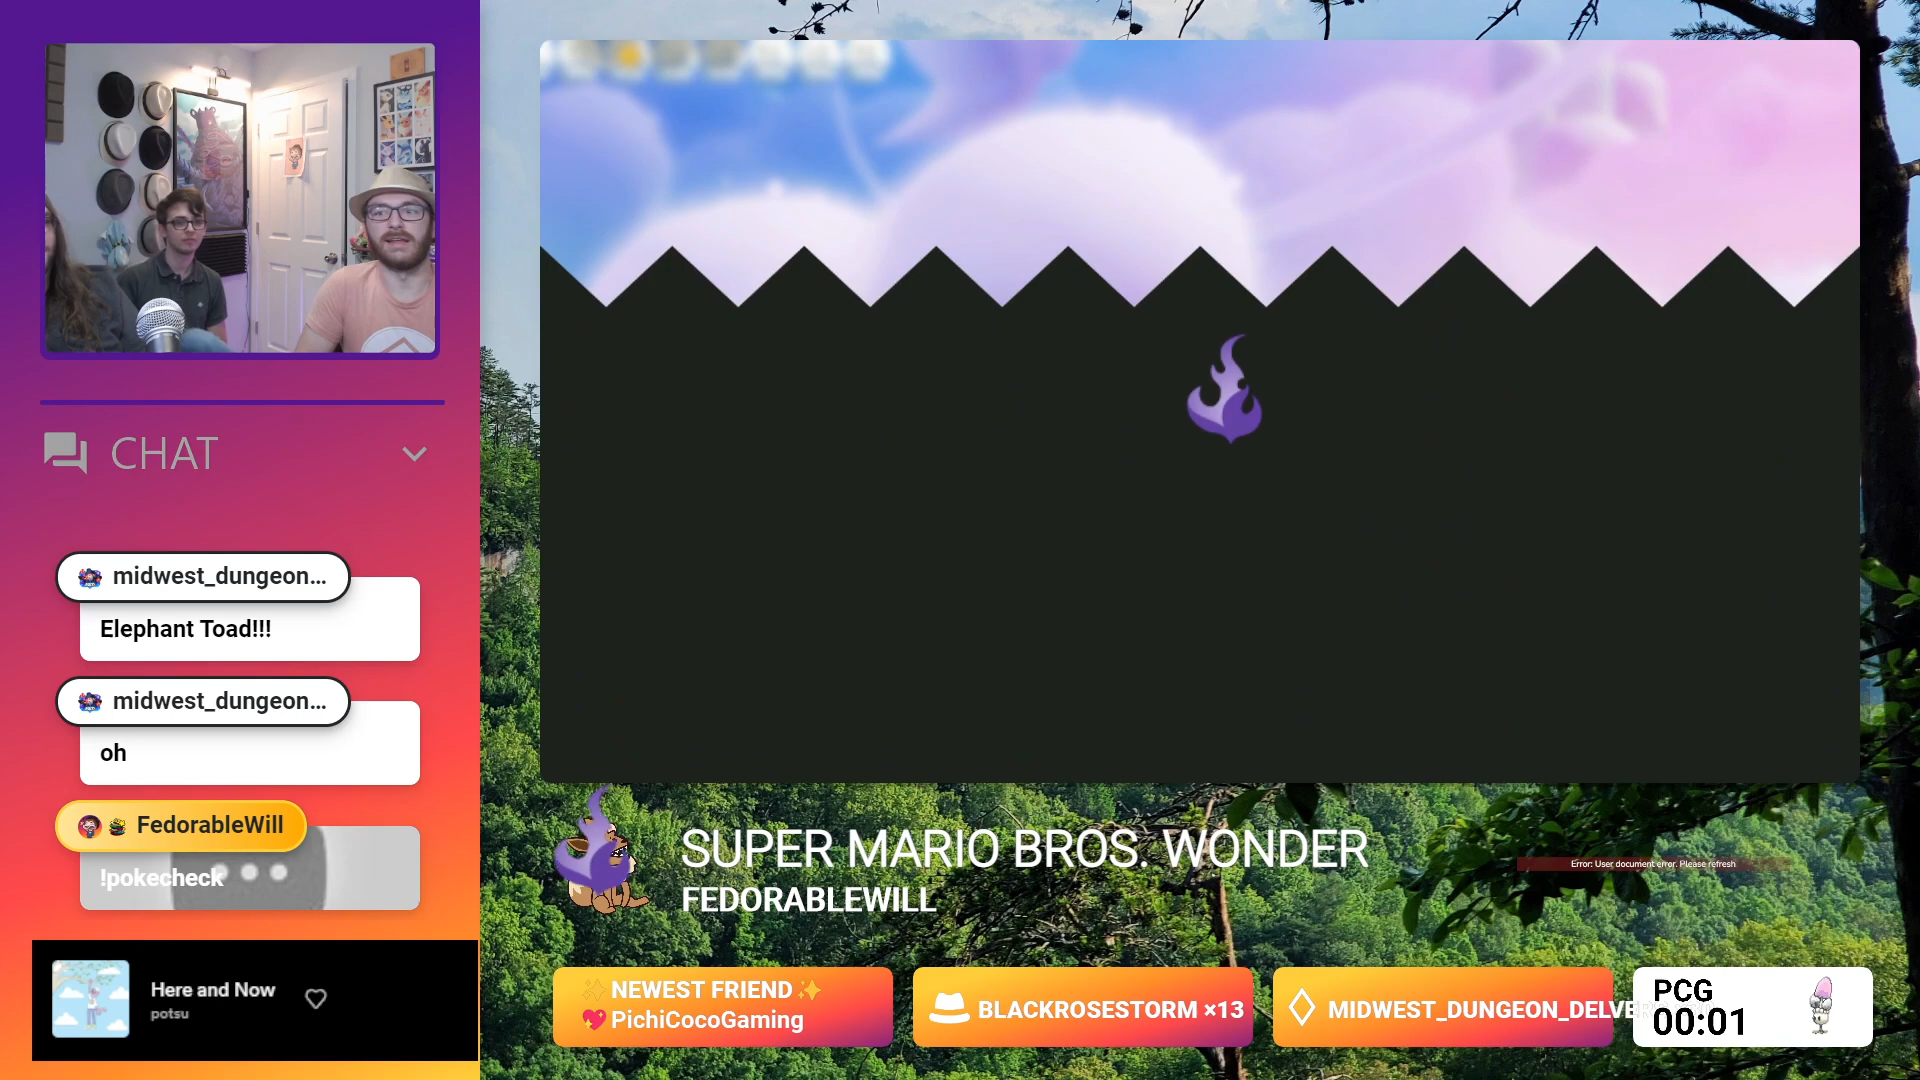 CHAT
midwest_dungeon...
Elephant Toad!!!
midwest_dungeon...
oh
FedorableWill
!pokecheck
Here and Now
potsu
SUPER MARIO BROS. WONDER
FEDORABLEWILL
Error: User document error. Please refresh
NEWEST FRIEND
PichiCocoGaming
BLACKROSESTORM ×13
MIDWEST_DUNGEON_DELVE
PCG
00:01